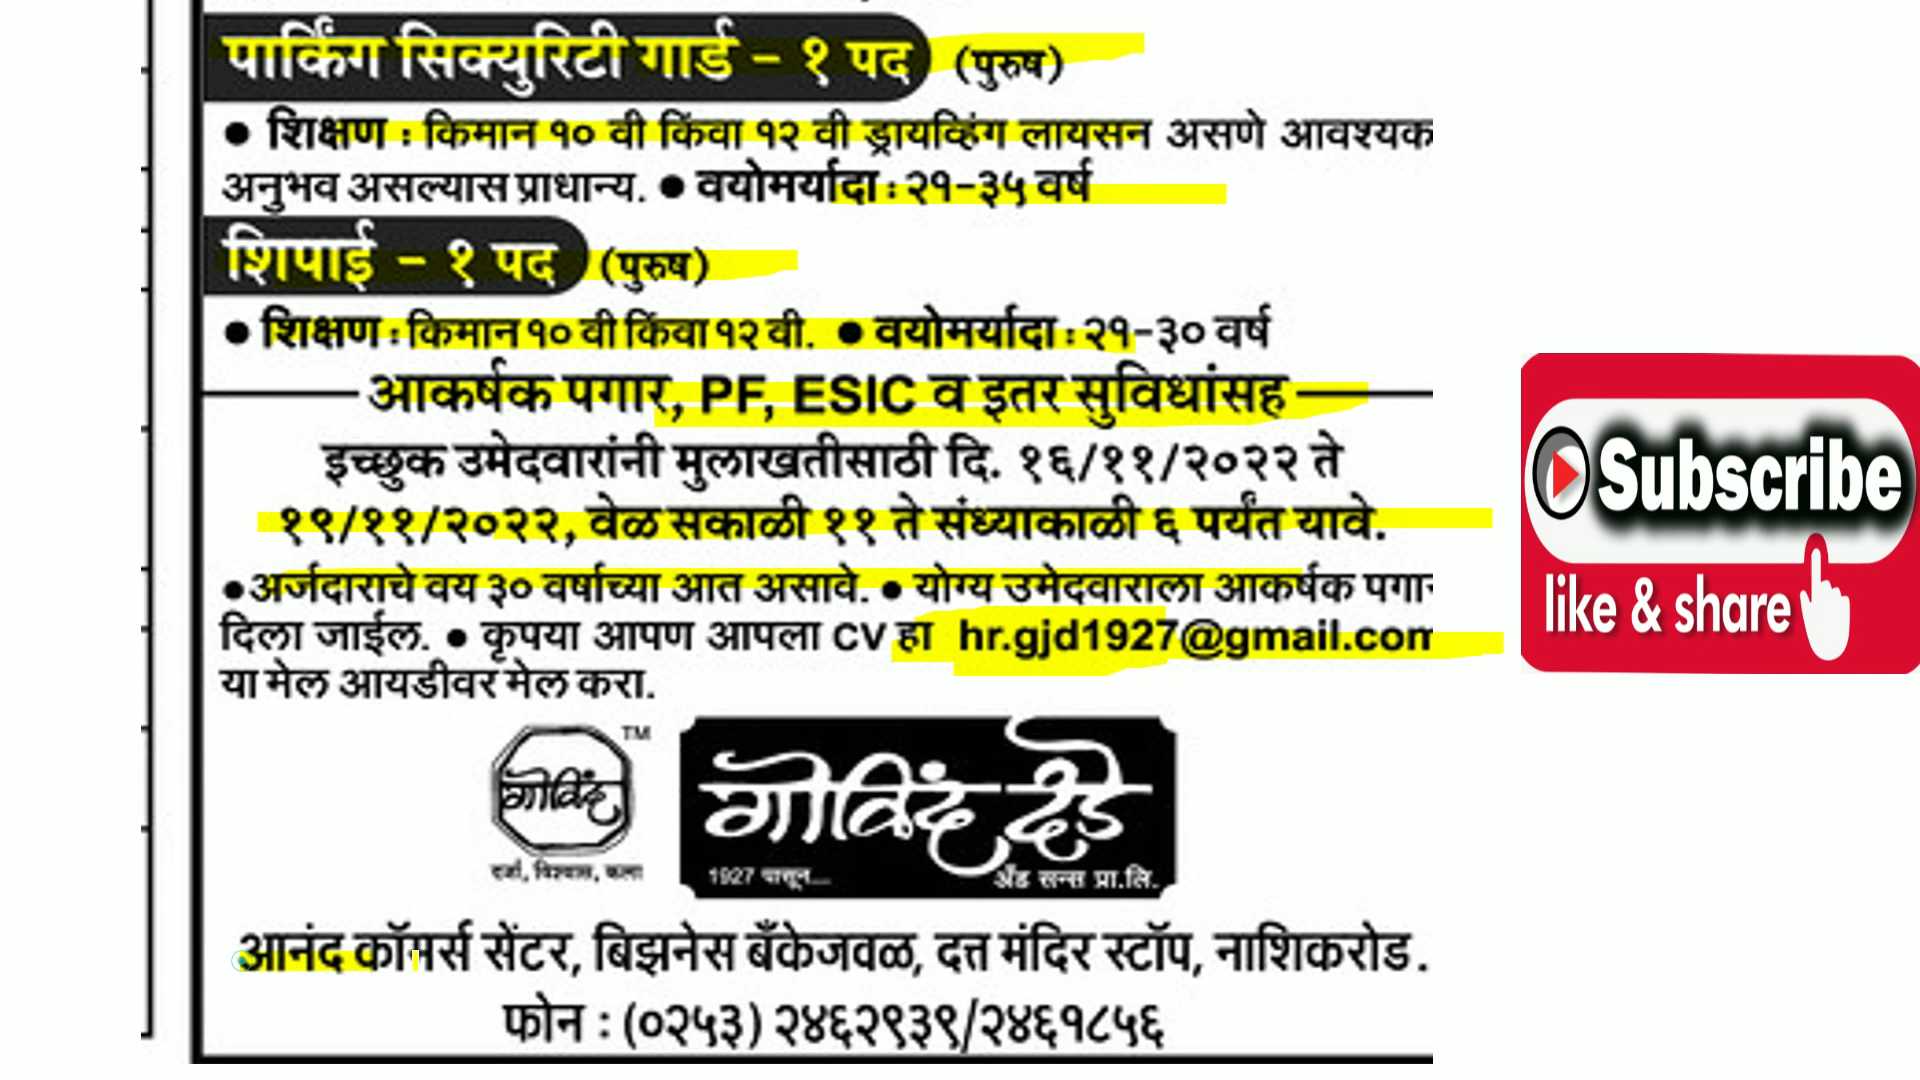 पार्किंग सिक्युरिटी गार्ड – १ पद (पुरुष)
● शिक्षण : किमान १० वी किंवा १२ वी ड्रायव्हिंग लायसन असणे आवश्यक
अनुभव असल्यास प्राधान्य. ● वयोमर्यादा : २१-३५ वर्ष
शिपाई – १ पद (पुरुष)
● शिक्षण : किमान १० वी किंवा १२ वी. ● वयोमर्यादा : २१-३० वर्ष
आकर्षक पगार, PF, ESIC व इतर सुविधांसह
इच्छुक उमेदवारांनी मुलाखतीसाठी दि. १६/११/२०२२ ते
१९/११/२०२२, वेळ सकाळी ११ ते संध्याकाळी ६ पर्यंत यावे.
● अर्जदाराचे वय ३० वर्षाच्या आत असावे. ● योग्य उमेदवाराला आकर्षक पगार
दिला जाईल. ● कृपया आपण आपला CV हा hr.gjd1927@gmail.com
या मेल आयडीवर मेल करा.
गोविंद TM
दर्जा, विश्वास, कला
गोविंद दंडे
1927 पासून....
अँड सन्स प्रा.लि.
आनंद कॉमर्स सेंटर, बिझनेस बँकेजवळ, दत्त मंदिर स्टॉप, नाशिकरोड.
फोन : (०२५३) २४६२९३९/२४६१८५६
Subscribe
like & share